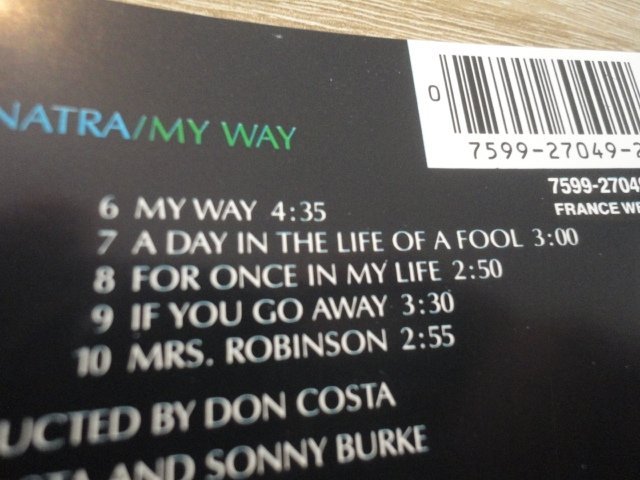 NATRA/MY WAY
0
7599-27049-2
7599-2704
FRANCE WE
6 MY WAY 4:35
7 A DAY IN THE LIFE OF A FOOL 3:00
8 FOR ONCE IN MY LIFE 2:50
9 IF YOU GO AWAY 3:30
10 MRS. ROBINSON 2:55
UCTED BY DON COSTA
STA AND SONNY BURKE